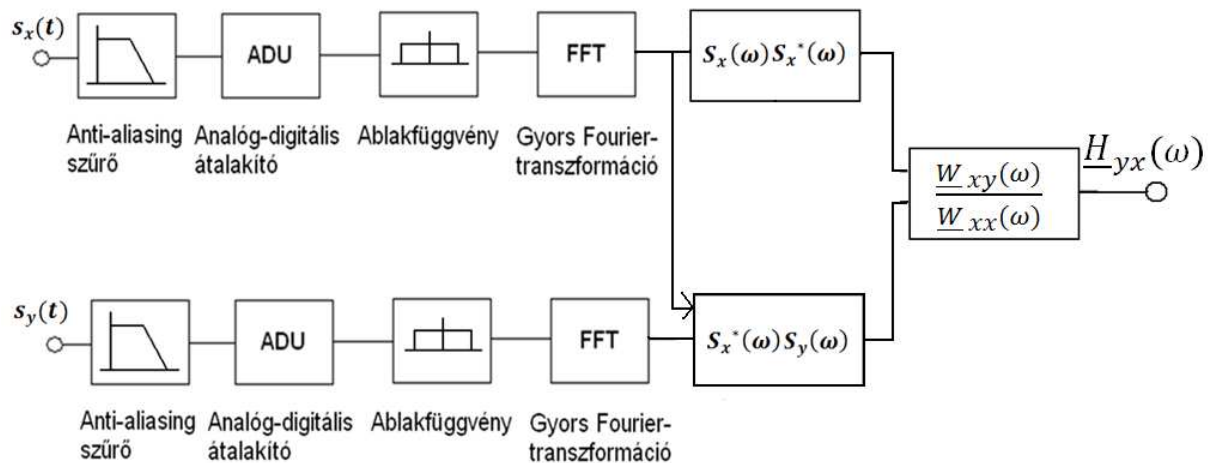 s_x(t)
ADU
FFT
S_x(ω)S_x*(ω)
Anti-aliasing
szűrő
Analóg-digitális
átalakító
Ablakfüggvény
Gyors Fourier-
transzformáció
W_xy(ω)
W_xx(ω)
H_yx(ω)
s_y(t)
ADU
FFT
S_x*(ω)S_y(ω)
Anti-aliasing
szűrő
Analóg-digitális
átalakító
Ablakfüggvény
Gyors Fourier-
transzformáció